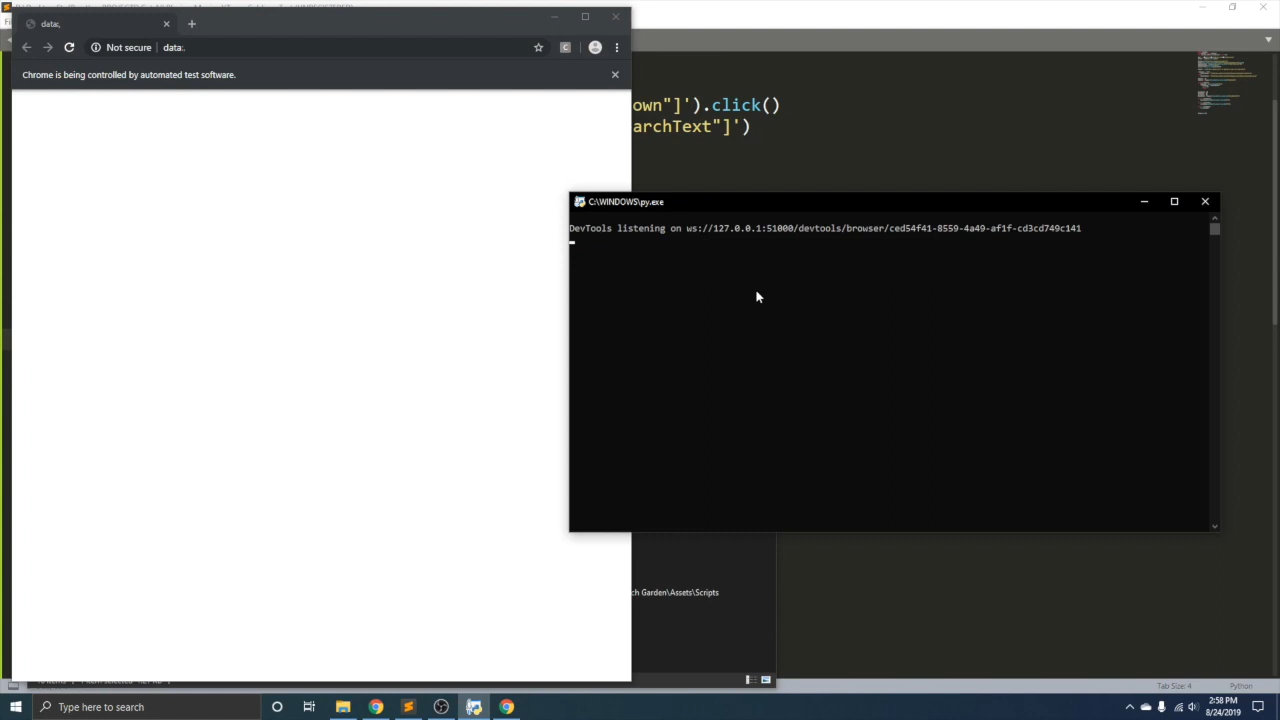 data:,
Not secure
data:,
Chrome is being controlled by automated test software.
own"]').click()
archText"]')
C:\WINDOWS\py.exe
DevTools listening on ws://127.0.0.1:51000/devtools/browser/ced54f41-8559-4a49-af1f-cd3cd749c141
ch Garden\Assets\Scripts
Tab Size: 4
Python
Type here to search
2:58 PM
8/24/2019